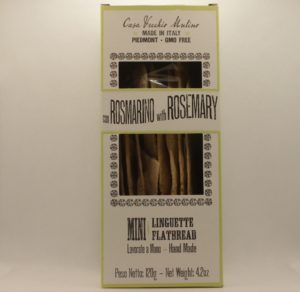 Casa Vecchio Mulino
MADE IN ITALY
PIEDMONT - GMO FREE
con ROSMARINO with ROSEMARY
MINI LINGUETTE
FLATBREAD
Lavorate a Mano - Hand Made
Peso Netto: 120g - Net Weight: 4.2oz